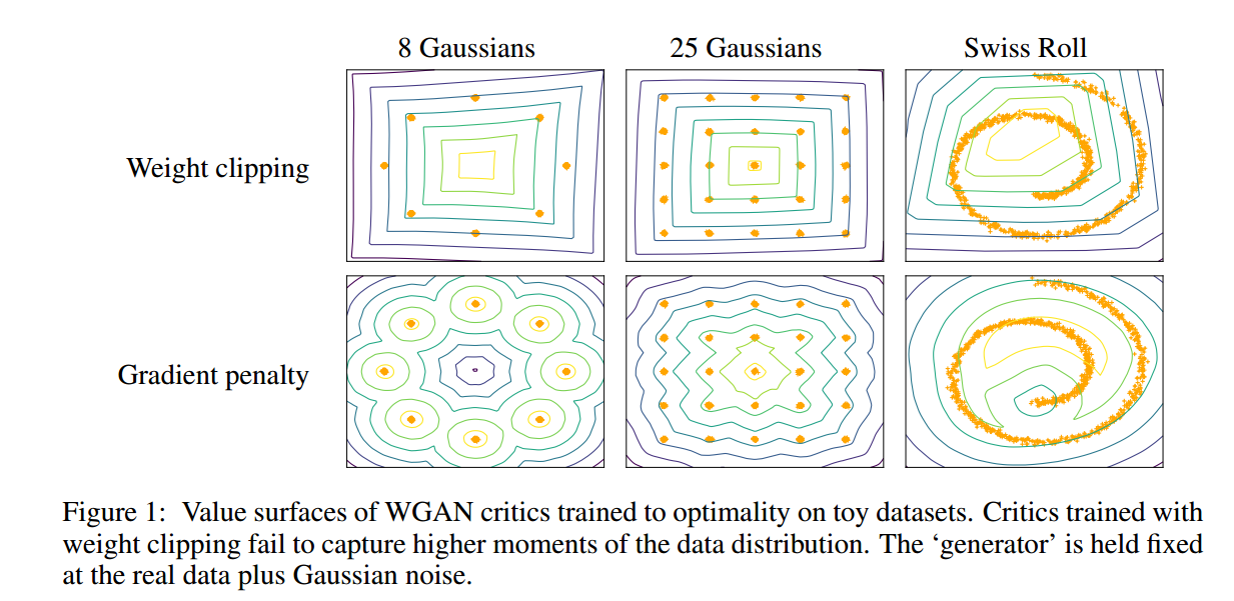 8 Gaussians
25 Gaussians
Swiss Roll
Weight clipping
Gradient penalty
Figure 1: Value surfaces of WGAN critics trained to optimality on toy datasets. Critics trained with
weight clipping fail to capture higher moments of the data distribution. The ‘generator’ is held fixed
at the real data plus Gaussian noise.